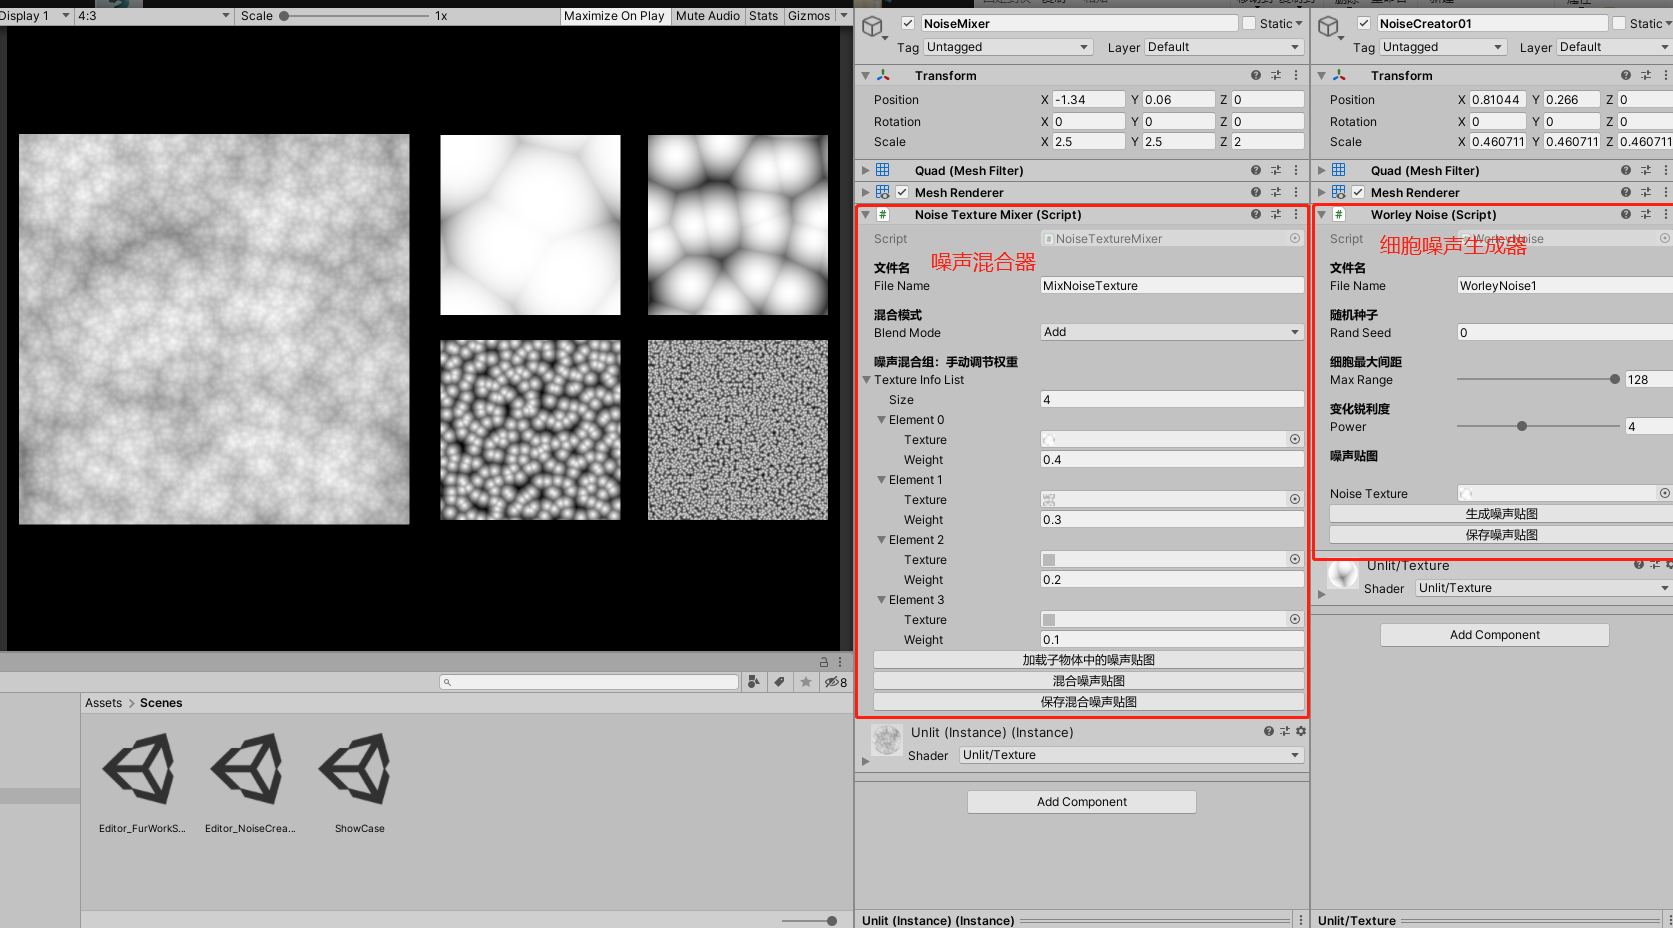 Display 1
4:3
Scale
1x
Maximize On Play
Mute Audio
Stats
Gizmos
8
Assets > Scenes
Editor_FurWorkS...
Editor_NoiseCrea...
ShowCase
NoiseMixer
Static
Tag
Untagged
Layer
Default
Transform
Position
X -1.34 Y 0.06 Z 0
Rotation
X 0 Y 0 Z 0
Scale
X 2.5 Y 2.5 Z 2
Quad (Mesh Filter)
Mesh Renderer
# Noise Texture Mixer (Script)
Script
NoiseTextureMixer
噪声混合器
文件名
File Name
MixNoiseTexture
混合模式
Blend Mode
Add
噪声混合组：手动调节权重
Texture Info List
Size
4
Element 0
Texture
Weight
0.4
Element 1
Texture
Weight
0.3
Element 2
Texture
Weight
0.2
Element 3
Texture
Weight
0.1
加载子物体中的噪声贴图
混合噪声贴图
保存混合噪声贴图
Unlit (Instance) (Instance)
Shader
Unlit/Texture
Add Component
Unlit (Instance) (Instance)
NoiseCreator01
Static
Tag
Untagged
Layer
Default
Transform
Position
X 0.81044 Y 0.266 Z 0
Rotation
X 0 Y 0 Z 0
Scale
X 0.460711 Y 0.460711 Z 0.460711
Quad (Mesh Filter)
Mesh Renderer
# Worley Noise (Script)
Script
WorleyNoise
细胞噪声生成器
文件名
File Name
WorleyNoise1
随机种子
Rand Seed
0
细胞最大间距
Max Range
128
变化锐利度
Power
4
噪声贴图
Noise Texture
生成噪声贴图
保存噪声贴图
Unlit/Texture
Shader
Unlit/Texture
Add Component
Unlit/Texture